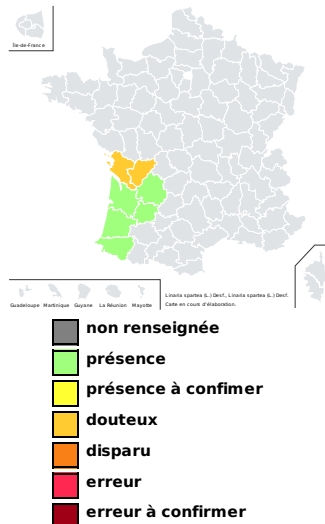 Île-de-France
Guadeloupe Martinique Guyane La Réunion Mayotte
Linaria spartea (L.) Desf., Linaria spartea (L.) Desf.
Carte en cours d'élaboration.
non renseignée
présence
présence à confimer
douteux
disparu
erreur
erreur à confirmer